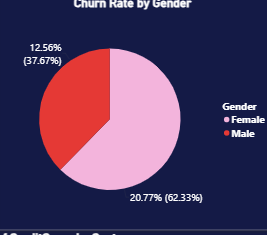 Churn Rate by Gender
12.56%
(37.67%)
Gender
Female
Male
20.77% (62.33%)